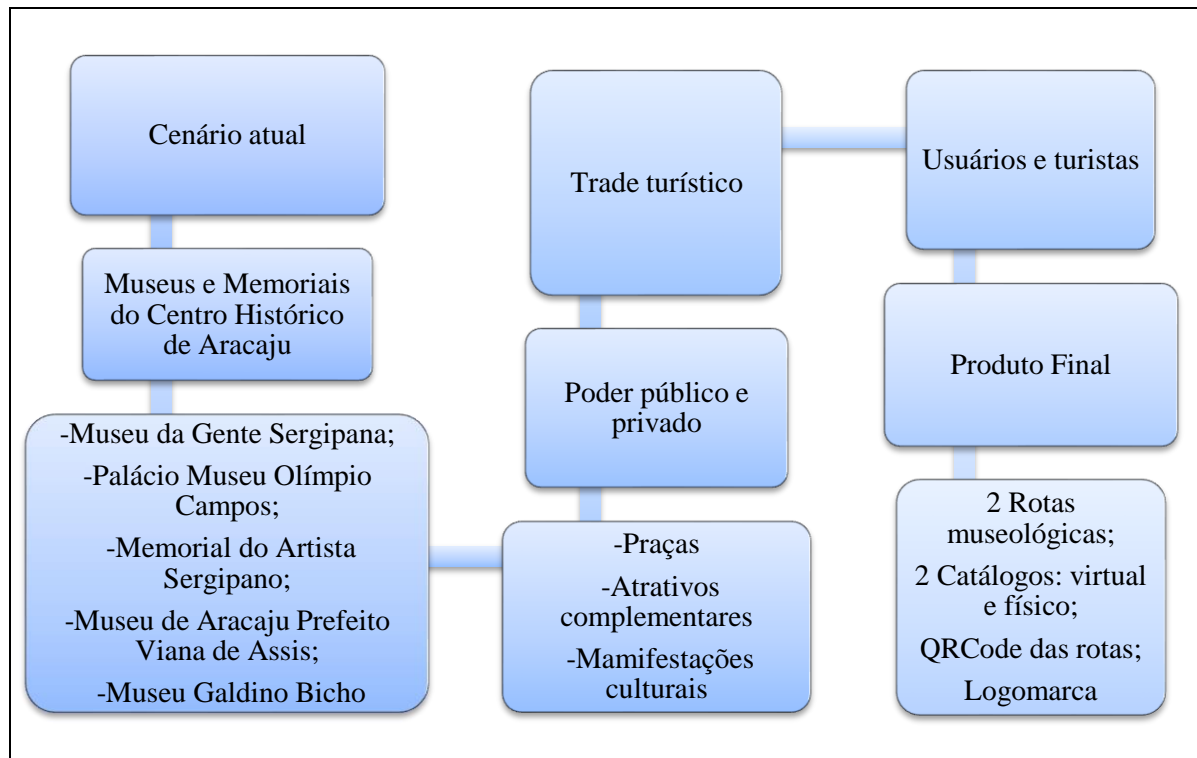 Cenário atual
Museus e Memoriais
do Centro Histórico
de Aracaju
-Museu da Gente Sergipana;
-Palácio Museu Olímpio
Campos;
-Memorial do Artista
Sergipano;
-Museu de Aracaju Prefeito
Viana de Assis;
-Museu Galdino Bicho
-Praças
-Atrativos
complementares
-Mamifestações
culturais
Poder público e
privado
Trade turístico
Usuários e turistas
Produto Final
2 Rotas
museológicas;
2 Catálogos: virtual
e físico;
QRCode das rotas;
Logomarca